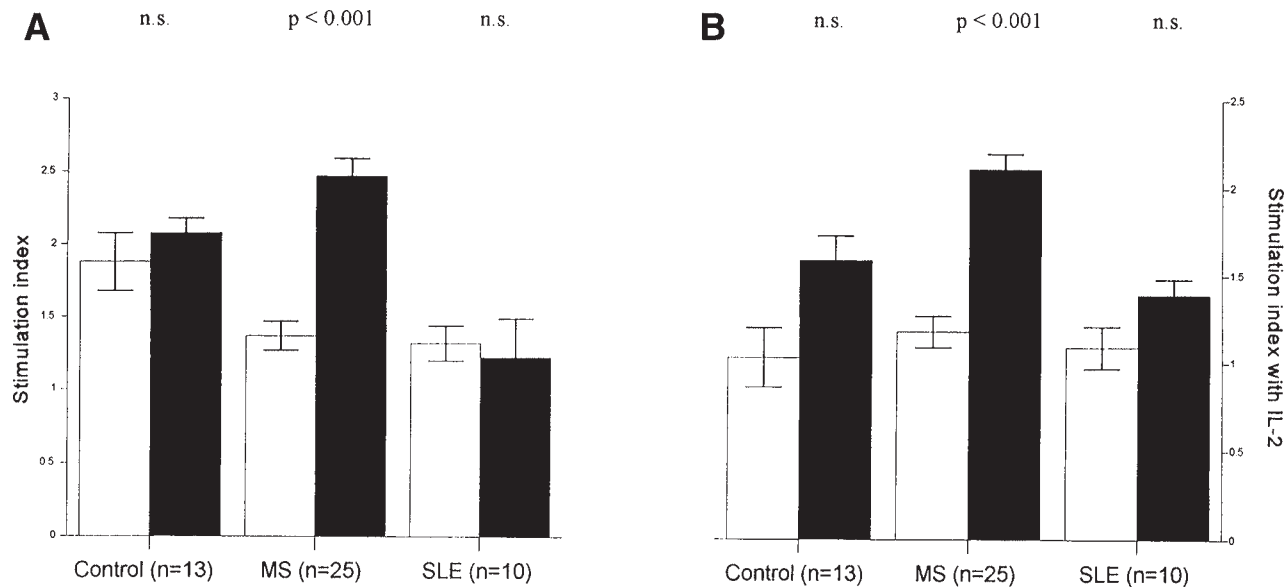 A
n.s.
p < 0.001
n.s.
B
n.s.
p < 0.001
n.s.
3
2.5
2
1.5
1
0 5
0
Stimulation index
Control (n=13)
MS (n=25)
SLE (n=10)
2.5
2
1.5
1
0.5
0
Stimulation index with IL-2
Control (n=13)
MS (n=25)
SLE (n=10)